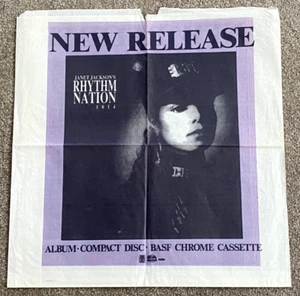 NEW RELEASE
JANET JACKSON'S
RHYTHM
NATION
1814
ALBUM · COMPACT DISC · BASF CHROME CASSETTE